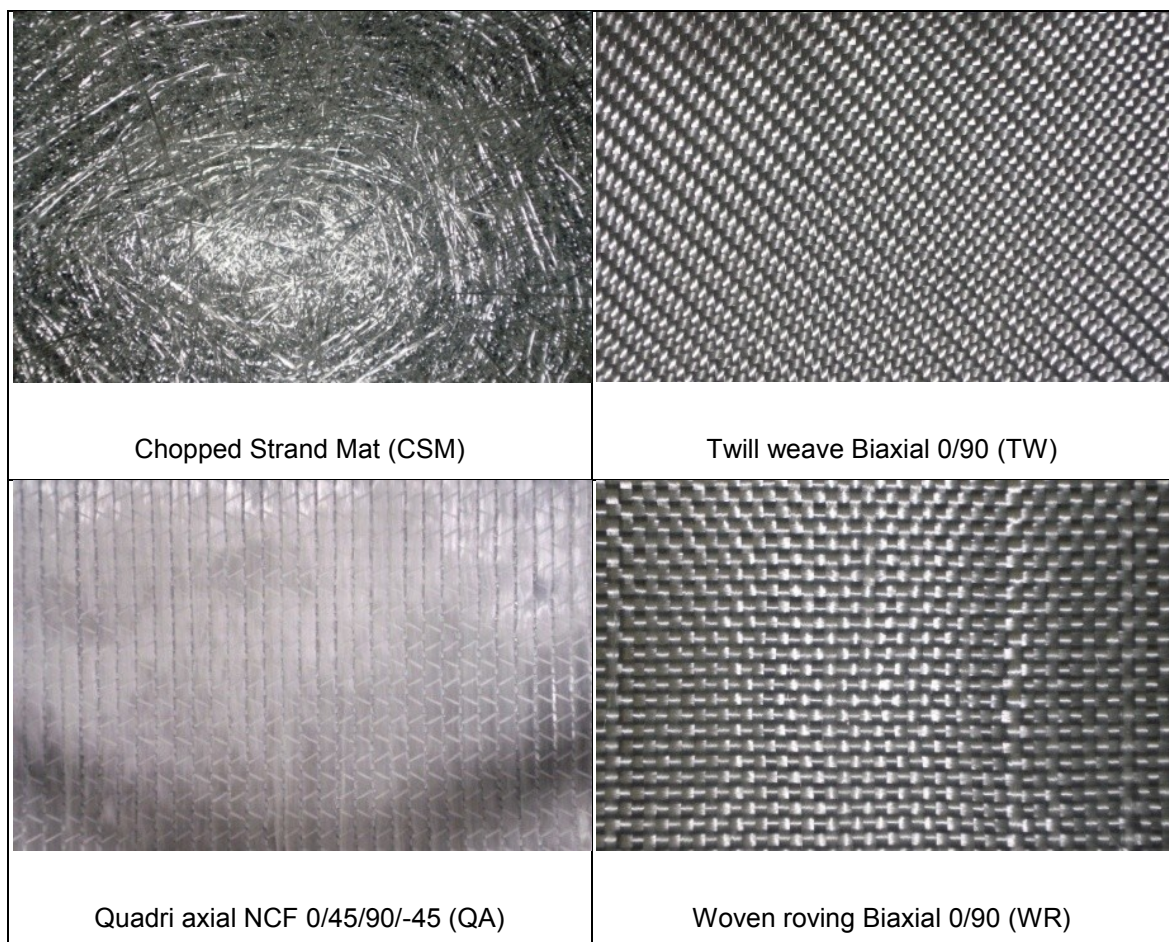 Chopped Strand Mat (CSM)
Twill weave Biaxial 0/90 (TW)
Quadri axial NCF 0/45/90/-45 (QA)
Woven roving Biaxial 0/90 (WR)